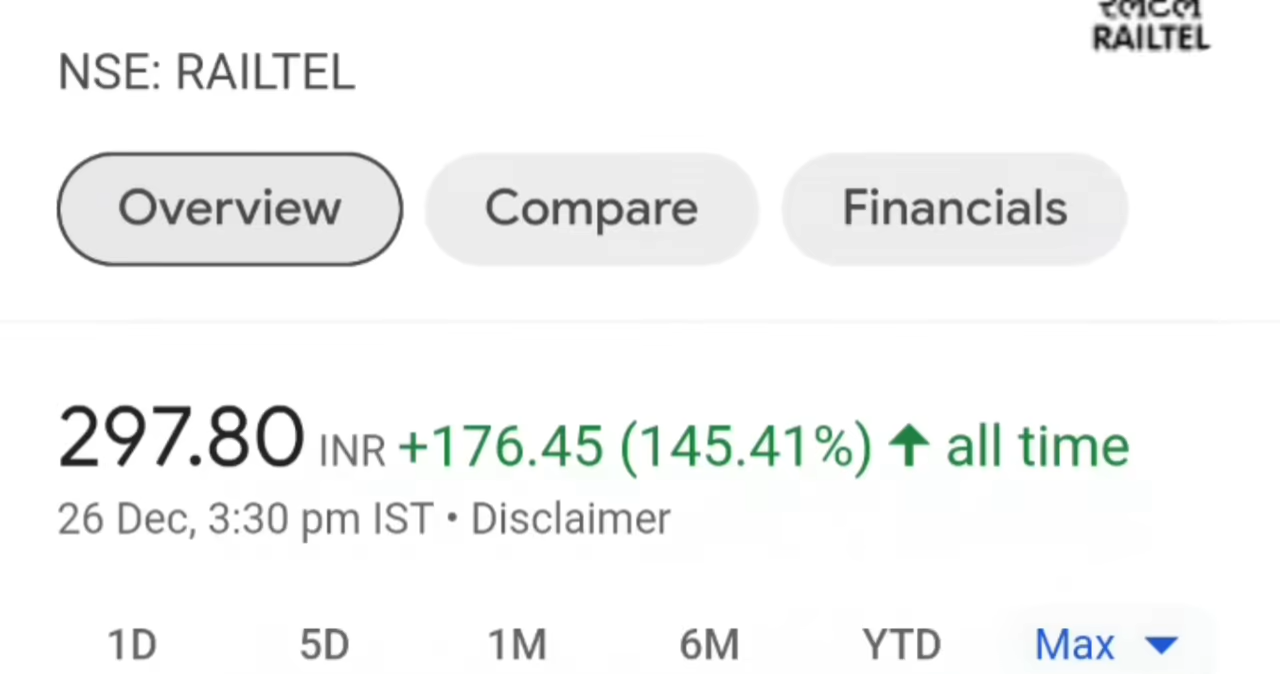 RAILTEL
NSE: RAILTEL
Overview
Compare
Financials
297.80 INR +176.45 (145.41%) ↑ all time
26 Dec, 3:30 pm IST • Disclaimer
1D 5D 1M 6M YTD Max